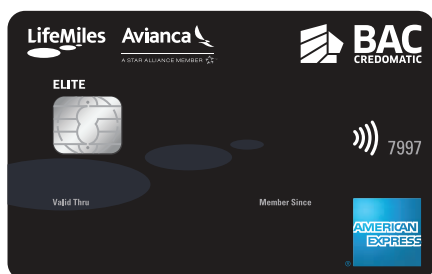 LifeMiles Avianca
A STAR ALLIANCE MEMBER
BAC
CREDOMATIC
ELITE
7997
Valid Thru Member Since
AMERICAN
EXPRESS
®